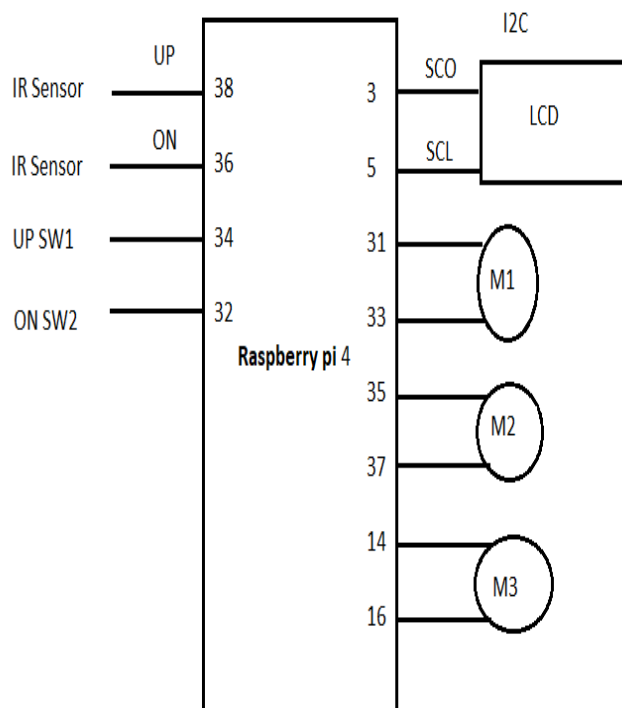 I2C
UP
IR Sensor
38
3
SCO
LCD
ON
IR Sensor
36
5
SCL
UP SW1
34
31
M1
ON SW2
32
33
Raspberry pi 4
35
M2
37
14
M3
16